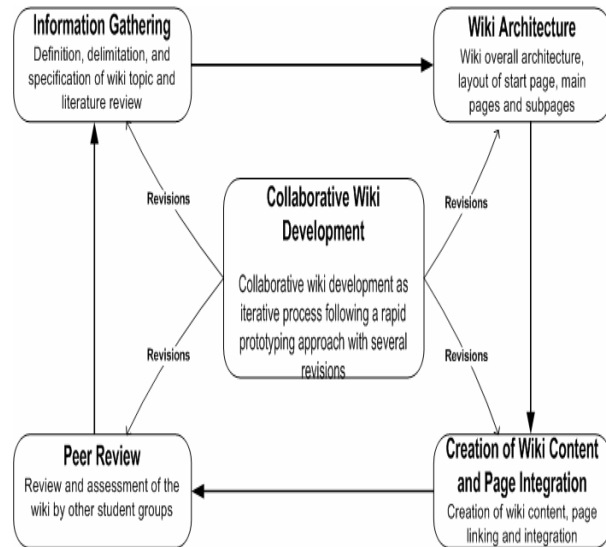 Information Gathering
Definition, delimitation, and
specification of wiki topic and
literature review
Wiki Architecture
Wiki overall architecture,
layout of start page, main
pages and subpages
Revisions
Revisions
Collaborative Wiki
Development
Collaborative wiki development as
iterative process following a rapid
prototyping approach with several
revisions
Revisions
Revisions
Peer Review
Review and assessment of the
wiki by other student groups
Creation of Wiki Content
and Page Integration
Creation of wiki content, page
linking and integration